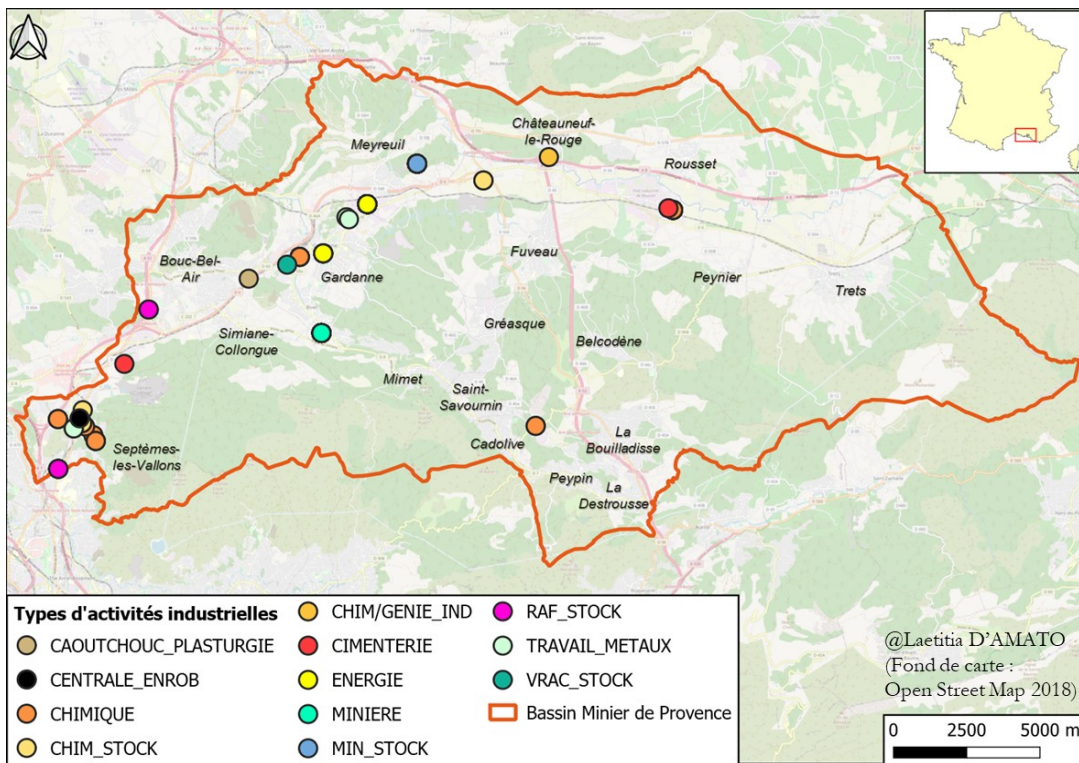 Meyreuil
Châteauneuf-
le-Rouge
Rousset
Bouc-Bel-
Air
Gardanne
Fuveau
Peynier
Trets
Simiane-
Collongue
Gréasque
Belcodène
Mimet
Saint-
Savournin
Septèmes-
les-Vallons
Cadolive
La
Bouilladisse
Peypin
La
Destrousse
Types d'activités industrielles
CAOUTCHOUC_PLASTURGIE
CENTRALE_ENROB
CHIMIQUE
CHIM_STOCK
CHIM/GENIE_IND
CIMENTERIE
ENERGIE
MINIERE
MIN_STOCK
RAF_STOCK
TRAVAIL_METAUX
VRAC_STOCK
Bassin Minier de Provence
@Laetitia D'AMATO
(Fond de carte :
Open Street Map 2018)
0 2500 5000 m